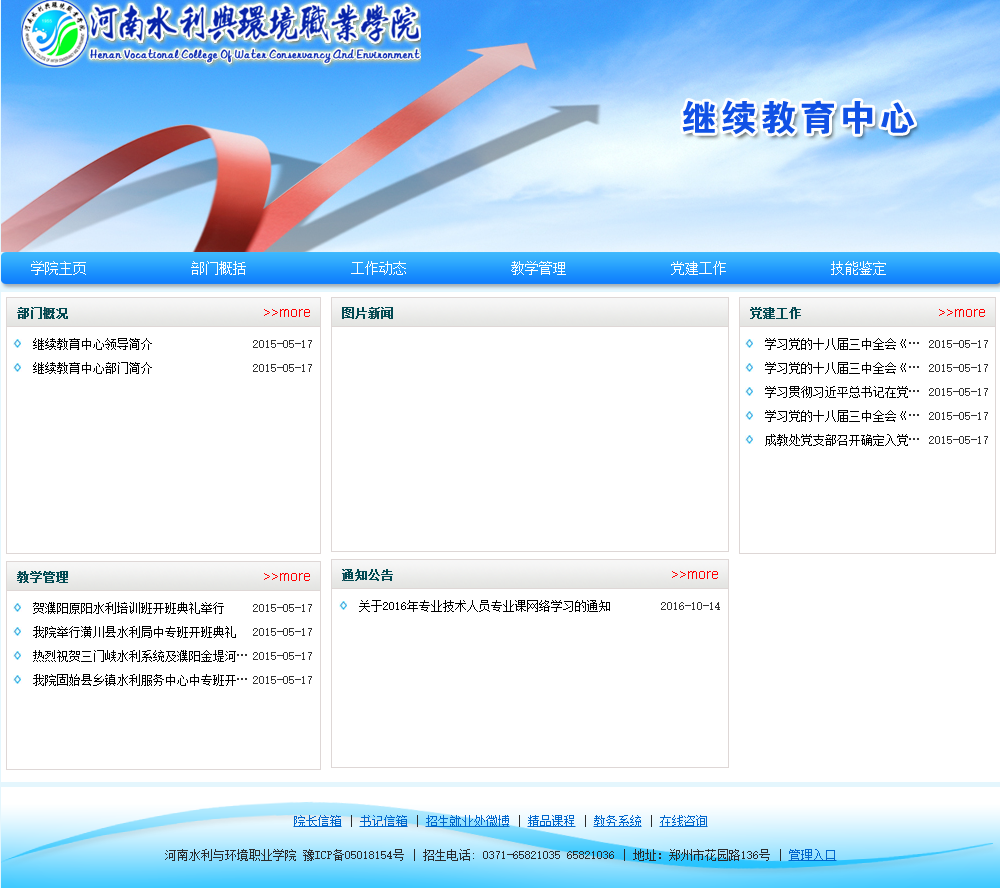 河南水利與環境職業學院
Henan Vocational College Of Water Conservancy And Environment
继续教育中心
学院主页 部门概括 工作动态 教学管理 党建工作 技能鉴定
部门概况 >>more
继续教育中心领导简介 2015-05-17
继续教育中心部门简介 2015-05-17
图片新闻
党建工作 >>more
学习党的十八届三中全会《… 2015-05-17
学习党的十八届三中全会《… 2015-05-17
学习贯彻习近平总书记在党… 2015-05-17
学习党的十八届三中全会《… 2015-05-17
成教处党支部召开确定入党… 2015-05-17
教学管理 >>more
贺濮阳原阳水利培训班开班典礼举行 2015-05-17
我院举行潢川县水利局中专班开班典礼 2015-05-17
热烈祝贺三门峡水利系统及濮阳金堤河… 2015-05-17
我院固始县乡镇水利服务中心中专班开… 2015-05-17
通知公告 >>more
关于2016年专业技术人员专业课网络学习的通知 2016-10-14
院长信箱 | 书记信箱 | 招生就业处微博 | 精品课程 | 教务系统 | 在线咨询
河南水利与环境职业学院 豫ICP备05018154号 | 招生电话: 0371-65821035 65821036 | 地址: 郑州市花园路136号 | 管理入口